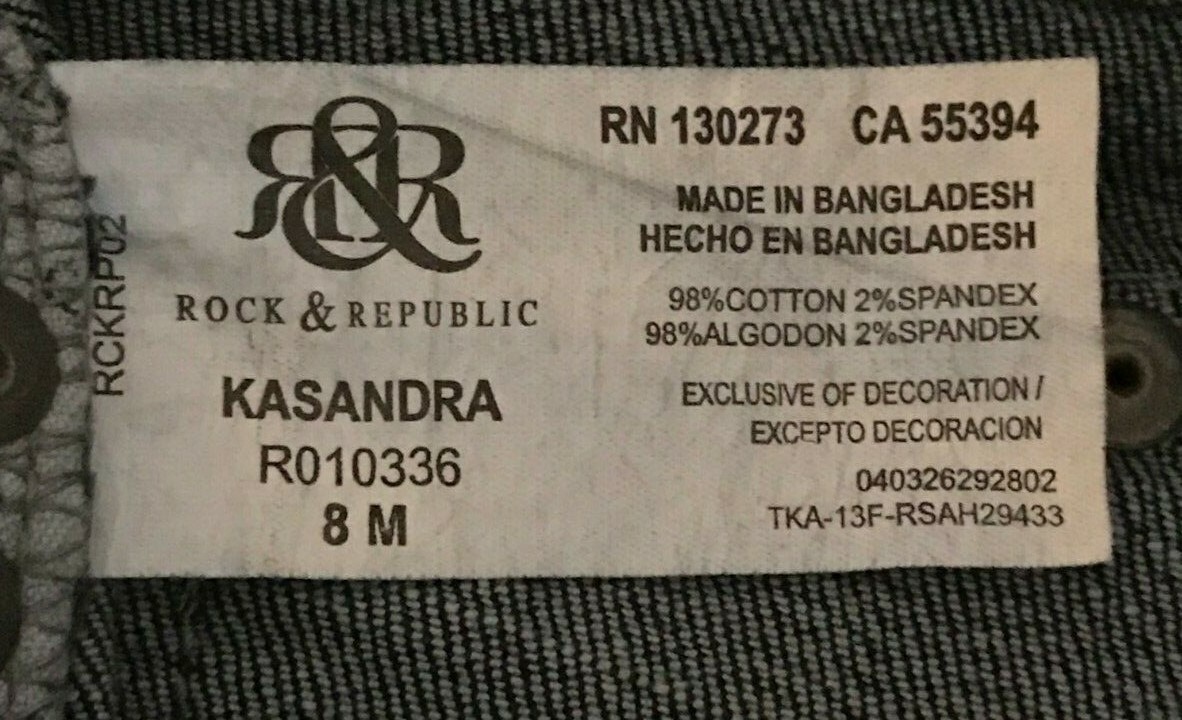 RCKRP02
R&R
ROCK & REPUBLIC
KASANDRA
R010336
8 M
RN 130273 CA 55394
MADE IN BANGLADESH
HECHO EN BANGLADESH
98%COTTON 2%SPANDEX
98%ALGODON 2%SPANDEX
EXCLUSIVE OF DECORATION /
EXCEPTO DECORACION
040326292802
TKA-13F-RSAH29433